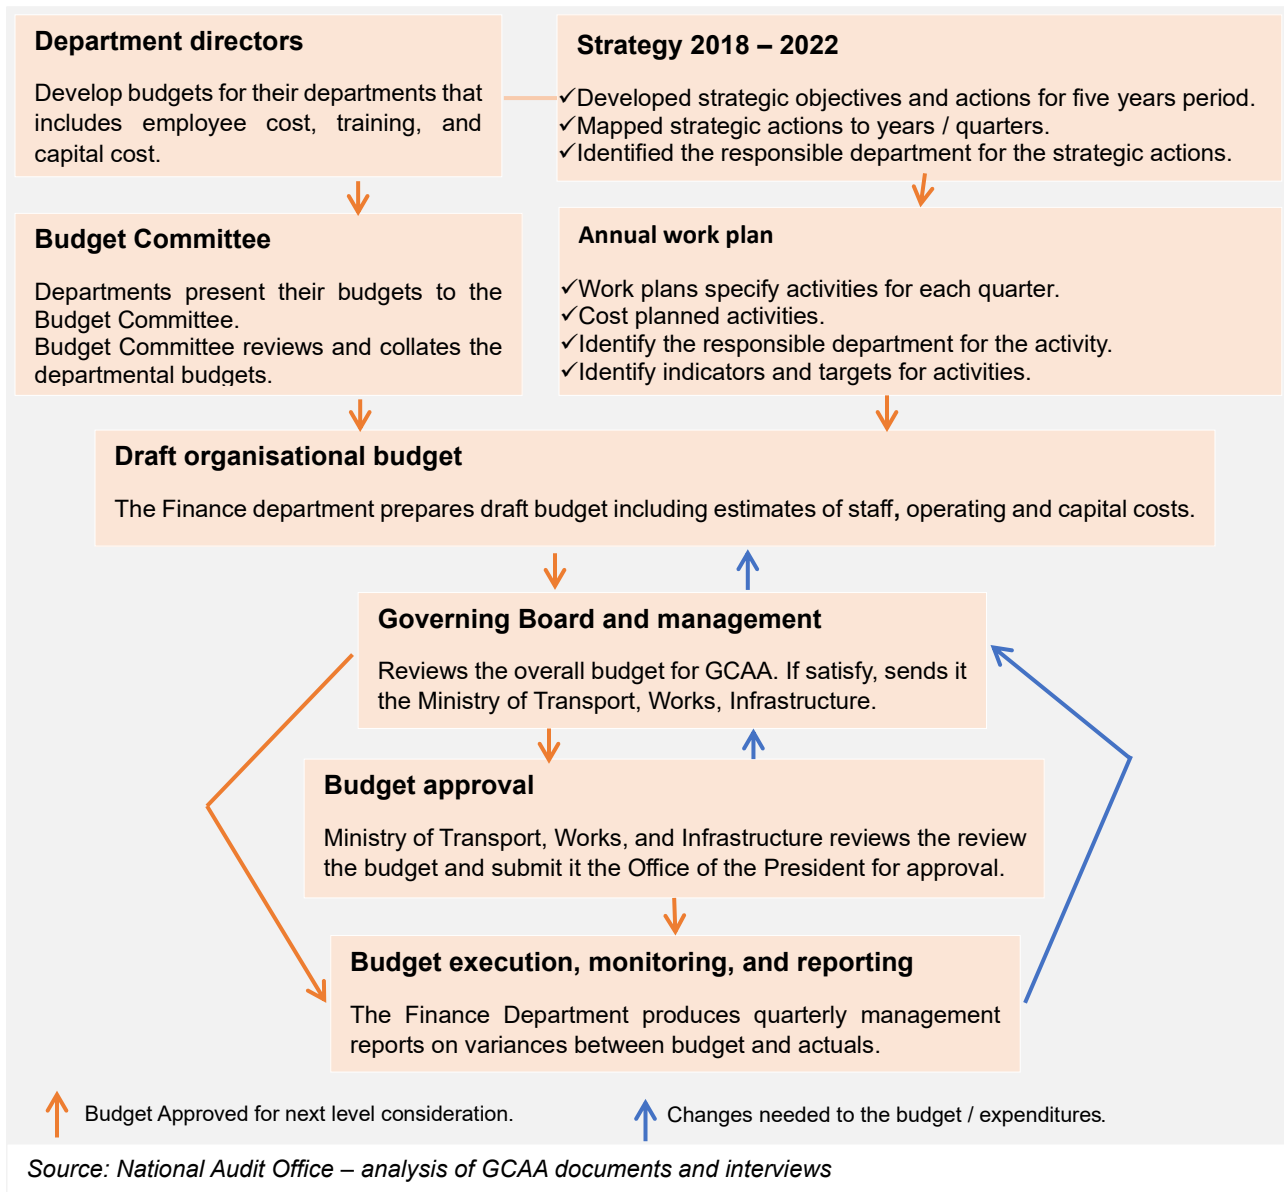 Department directors
Develop budgets for their departments that
includes employee cost, training, and
capital cost.
Strategy 2018 – 2022
✓Developed strategic objectives and actions for five years period.
✓Mapped strategic actions to years / quarters.
✓Identified the responsible department for the strategic actions.
Budget Committee
Departments present their budgets to the
Budget Committee.
Budget Committee reviews and collates the
departmental budgets.
Annual work plan
✓Work plans specify activities for each quarter.
✓Cost planned activities.
✓Identify the responsible department for the activity.
✓Identify indicators and targets for activities.
Draft organisational budget
The Finance department prepares draft budget including estimates of staff, operating and capital costs.
Governing Board and management
Reviews the overall budget for GCAA. If satisfy, sends it
the Ministry of Transport, Works, Infrastructure.
Budget approval
Ministry of Transport, Works, and Infrastructure reviews the review
the budget and submit it the Office of the President for approval.
Budget execution, monitoring, and reporting
The Finance Department produces quarterly management
reports on variances between budget and actuals.
Budget Approved for next level consideration.
Changes needed to the budget / expenditures.
Source: National Audit Office – analysis of GCAA documents and interviews